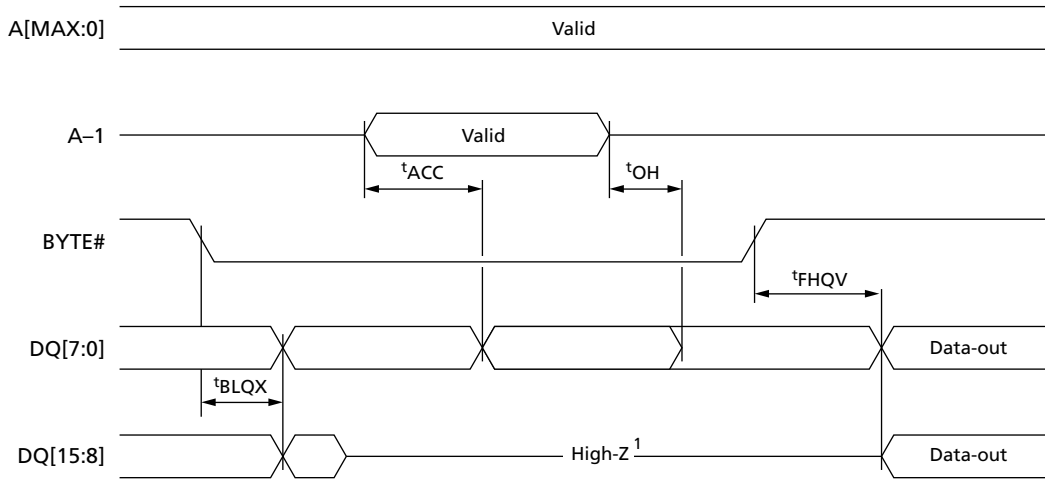 A[MAX:0]
Valid
A–1
Valid
tACC
tOH
BYTE#
tFHQV
DQ[7:0]
Data-out
tBLQX
DQ[15:8]
High-Z 1
Data-out